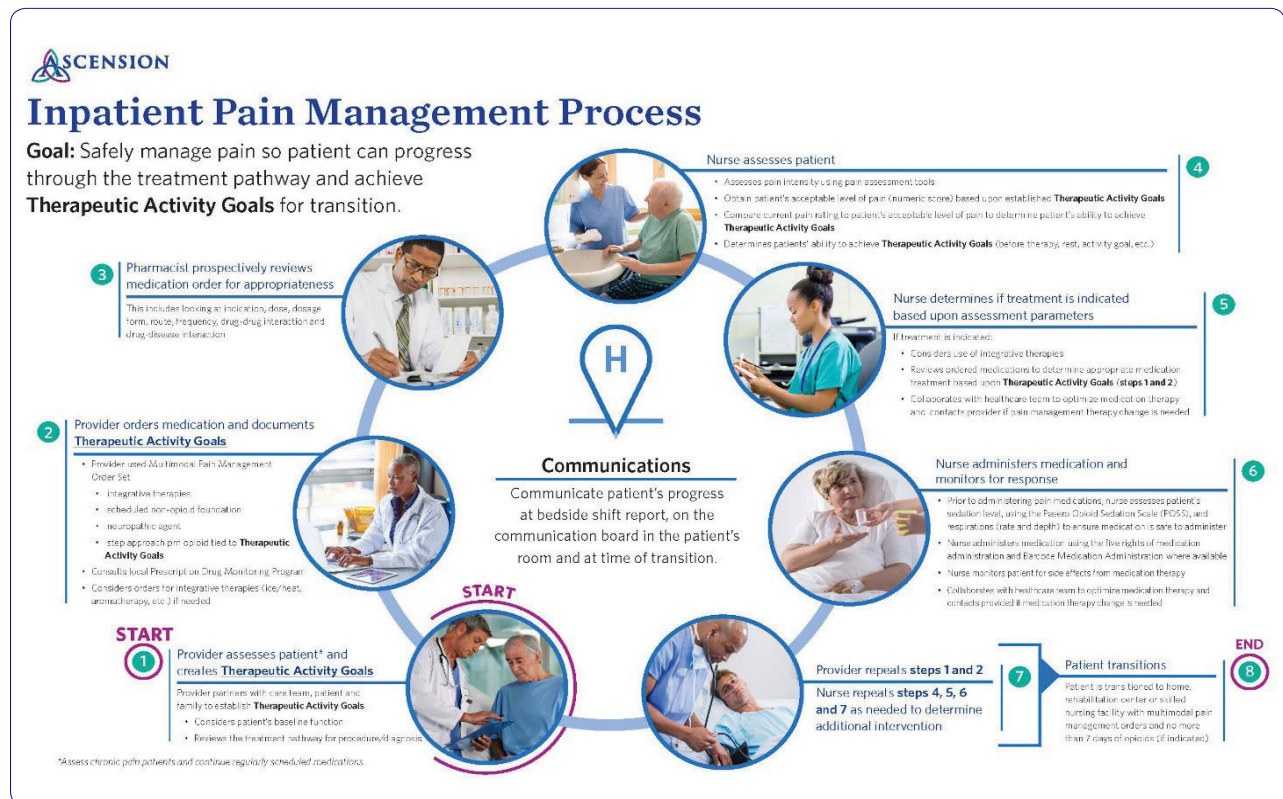 ASCENSION
Inpatient Pain Management Process
Goal: Safely manage pain so patient can progress
through the treatment pathway and achieve
Therapeutic Activity Goals for transition.
START
1
Provider assesses patient* and
creates Therapeutic Activity Goals
Provider partners with care team, patient and
family to establish Therapeutic Activity Goals
• Considers patient's baseline function
• Reviews the treatment pathway for procedure/diagnosis
*Assess chronic pain patients and continue regularly scheduled medications.
START
2
Provider orders medication and documents
Therapeutic Activity Goals
• Provider used Multimodal Pain Management
Order Set
• integrative therapies
• scheduled non-opioid foundation
• neuropathic agent
• step approach prn opioid tied to Therapeutic
Activity Goals
• Consults local Prescription Drug Monitoring Program
• Considers orders for integrative therapies (ice/heat,
aromatherapy, etc.) if needed
3
Pharmacist prospectively reviews
medication order for appropriateness
This includes looking at indication, dose, dosage
form, route, frequency, drug-drug interaction and
drug-disease interaction
4
Nurse assesses patient
• Assesses pain intensity using pain assessment tools
• Obtain patient's acceptable level of pain (numeric score) based upon established Therapeutic Activity Goals
• Compare current pain rating to patient's acceptable level of pain to determine patient's ability to achieve
Therapeutic Activity Goals
• Determines patients' ability to achieve Therapeutic Activity Goals (before therapy, rest, activity goal, etc.)
5
Nurse determines if treatment is indicated
based upon assessment parameters
If treatment is indicated:
• Considers use of integrative therapies
• Reviews ordered medications to determine appropriate medication
treatment based upon Therapeutic Activity Goals (steps 1 and 2)
• Collaborates with healthcare team to optimize medication therapy
and contacts provider if pain management therapy change is needed
6
Nurse administers medication and
monitors for response
• Prior to administering pain medications, nurse assesses patient's
sedation level, using the Pasero Opioid Sedation Scale (POSS), and
respirations (rate and depth) to ensure medication is safe to administer
• Nurse administers medication using the five rights of medication
administration and Barcode Medication Administration where available
• Nurse monitors patient for side effects from medication therapy
• Collaborates with healthcare team to optimize medication therapy and
contacts provided if medication therapy change is needed
7
Provider repeats steps 1 and 2
Nurse repeats steps 4, 5, 6
and 7 as needed to determine
additional intervention
END
8
Patient transitions
Patient is transitioned to home,
rehabilitation center or skilled
nursing facility with multimodal pain
management orders and no more
than 7 days of opioids (if indicated)
H
Communications
Communicate patient's progress
at bedside shift report, on the
communication board in the patient's
room and at time of transition.